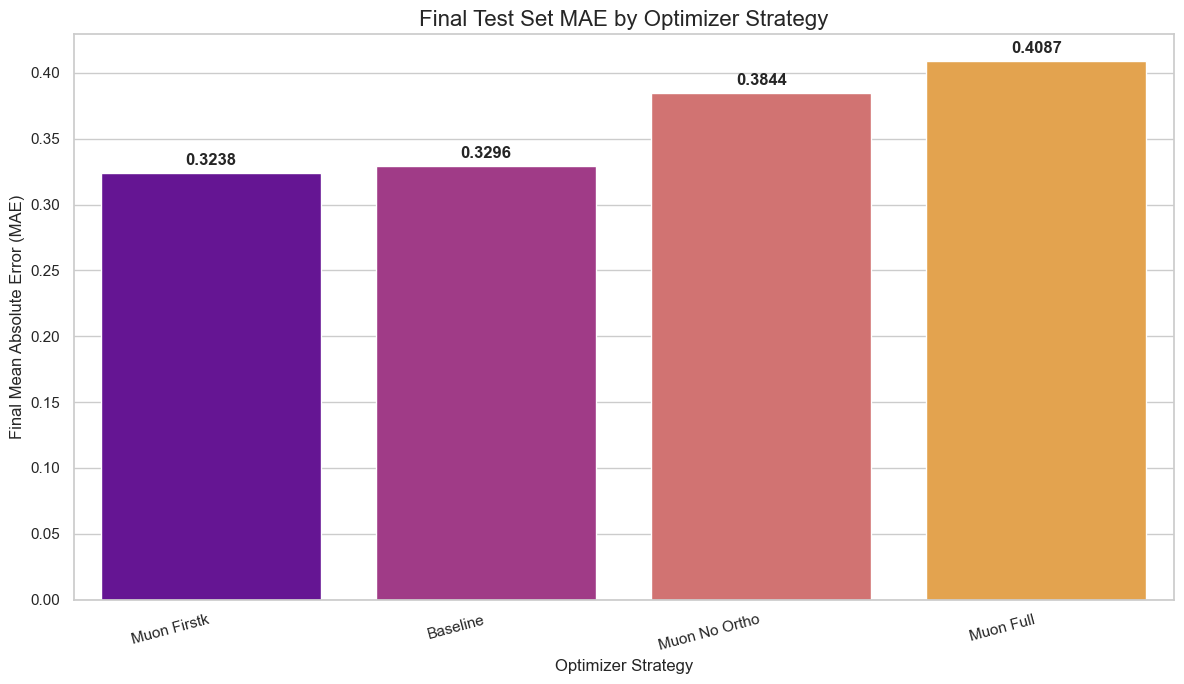 Final Test Set MAE by Optimizer Strategy
Final Mean Absolute Error (MAE)
0.40
0.35
0.30
0.25
0.20
0.15
0.10
0.05
0.00
0.3238
0.3296
0.3844
0.4087
Muon Firstk
Baseline
Muon No Ortho
Muon Full
Optimizer Strategy